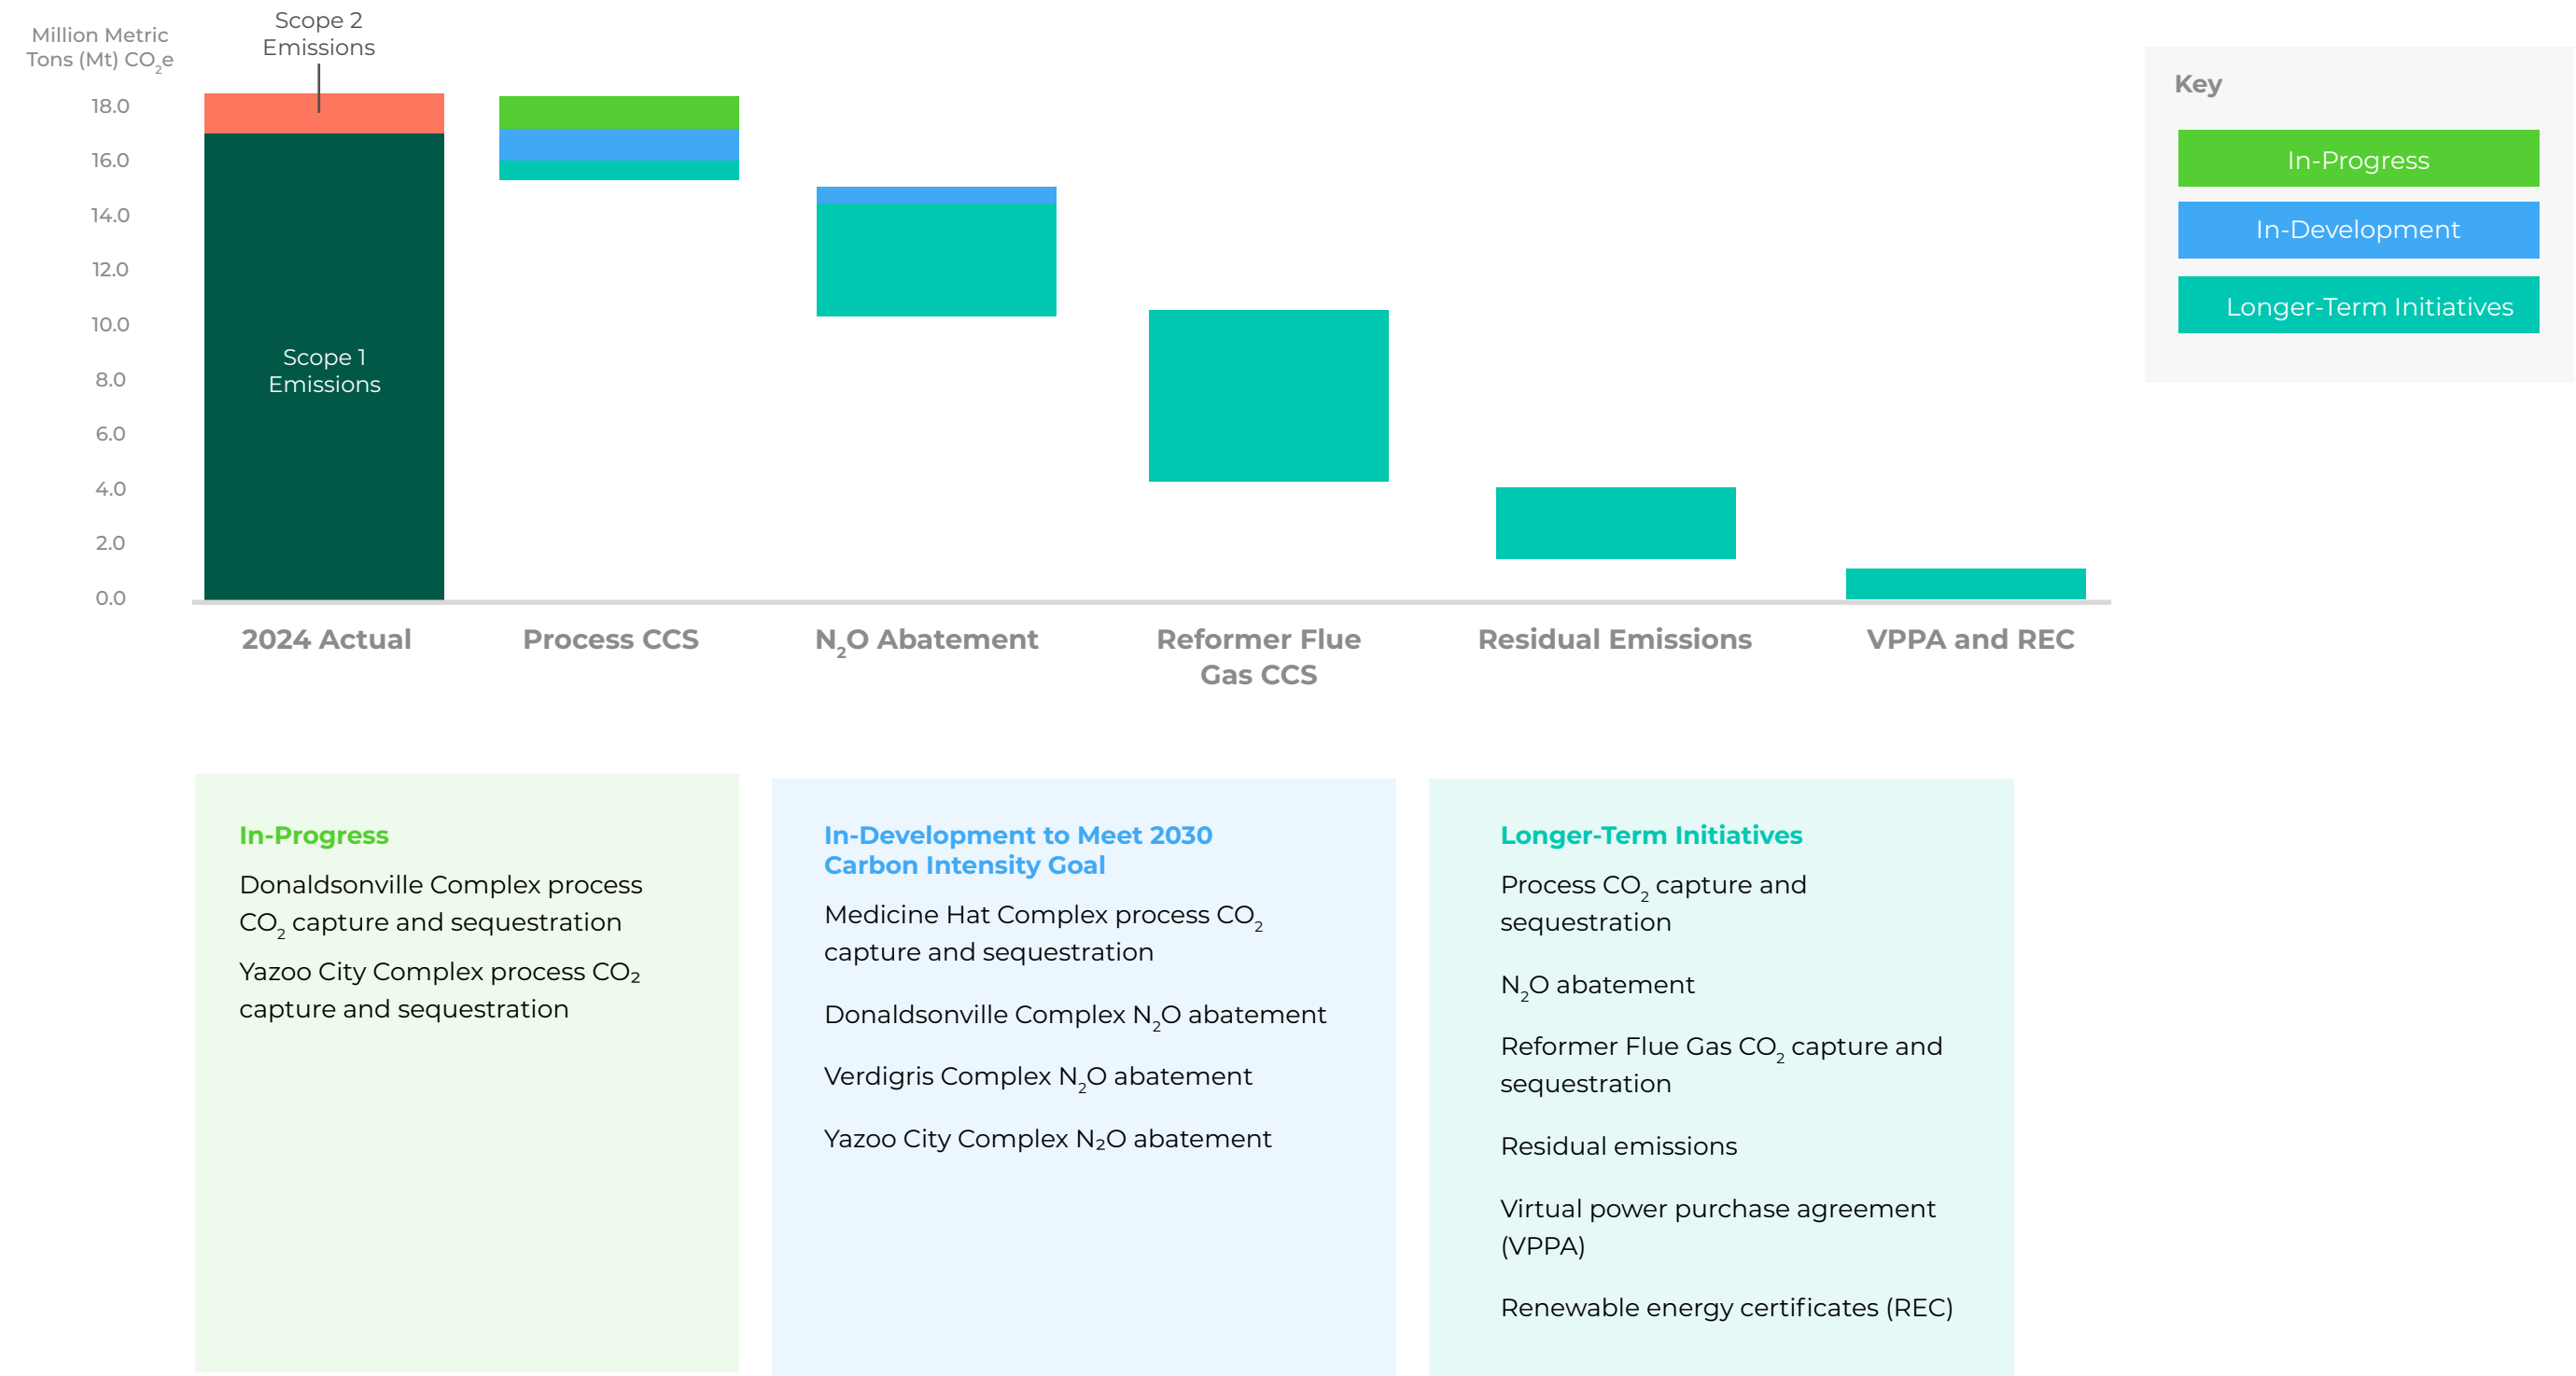 Million Metric
Tons (Mt) CO₂e
Scope 2
Emissions
18.0
16.0
14.0
12.0
10.0
8.0
6.0
4.0
2.0
0.0
Scope 1
Emissions
Key
In-Progress
In-Development
Longer-Term Initiatives
2024 Actual
Process CCS
N₂O Abatement
Reformer Flue
Gas CCS
Residual Emissions
VPPA and REC
In-Progress
Donaldsonville Complex process
CO₂ capture and sequestration
Yazoo City Complex process CO₂
capture and sequestration
In-Development to Meet 2030
Carbon Intensity Goal
Medicine Hat Complex process CO₂
capture and sequestration
Donaldsonville Complex N₂O abatement
Verdigris Complex N₂O abatement
Yazoo City Complex N₂O abatement
Longer-Term Initiatives
Process CO₂ capture and
sequestration
N₂O abatement
Reformer Flue Gas CO₂ capture and
sequestration
Residual emissions
Virtual power purchase agreement
(VPPA)
Renewable energy certificates (REC)